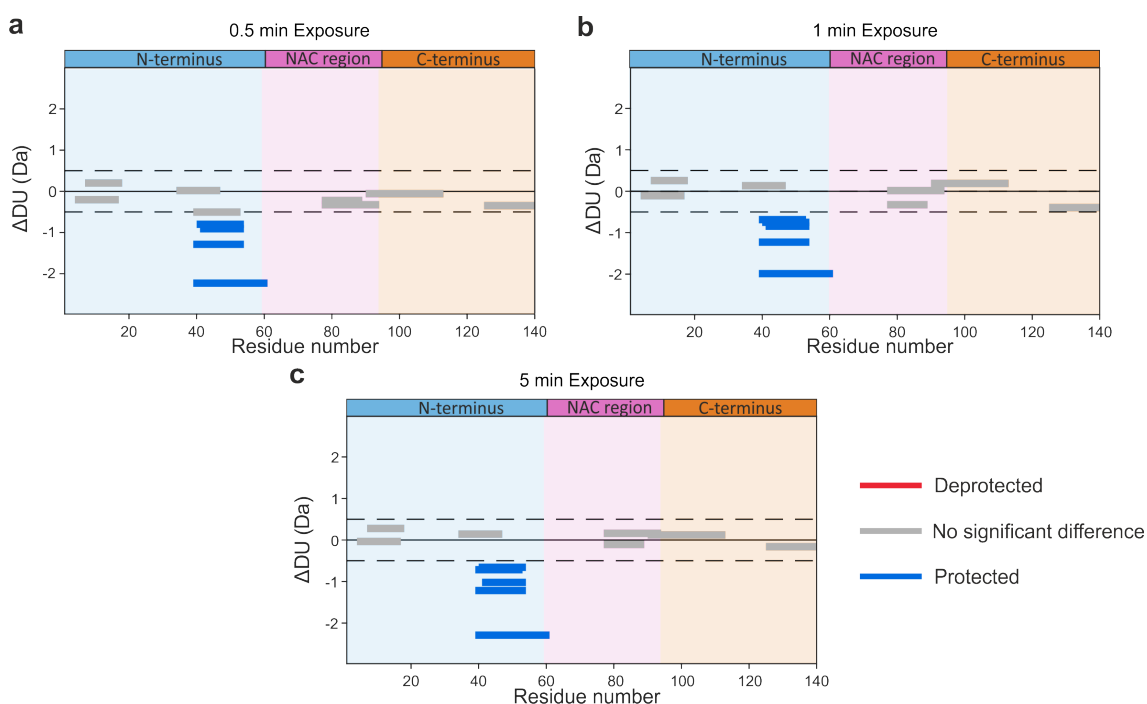 a
0.5 min Exposure
N-terminus NAC region C-terminus
2
1
0
-1
-2
ΔDU (Da)
20 40 60 80 100 120 140
Residue number
b
1 min Exposure
N-terminus NAC region C-terminus
2
1
0
-1
-2
ΔDU (Da)
20 40 60 80 100 120 140
Residue number
c
5 min Exposure
N-terminus NAC region C-terminus
2
1
0
-1
-2
ΔDU (Da)
20 40 60 80 100 120 140
Residue number
Deprotected
No significant difference
Protected